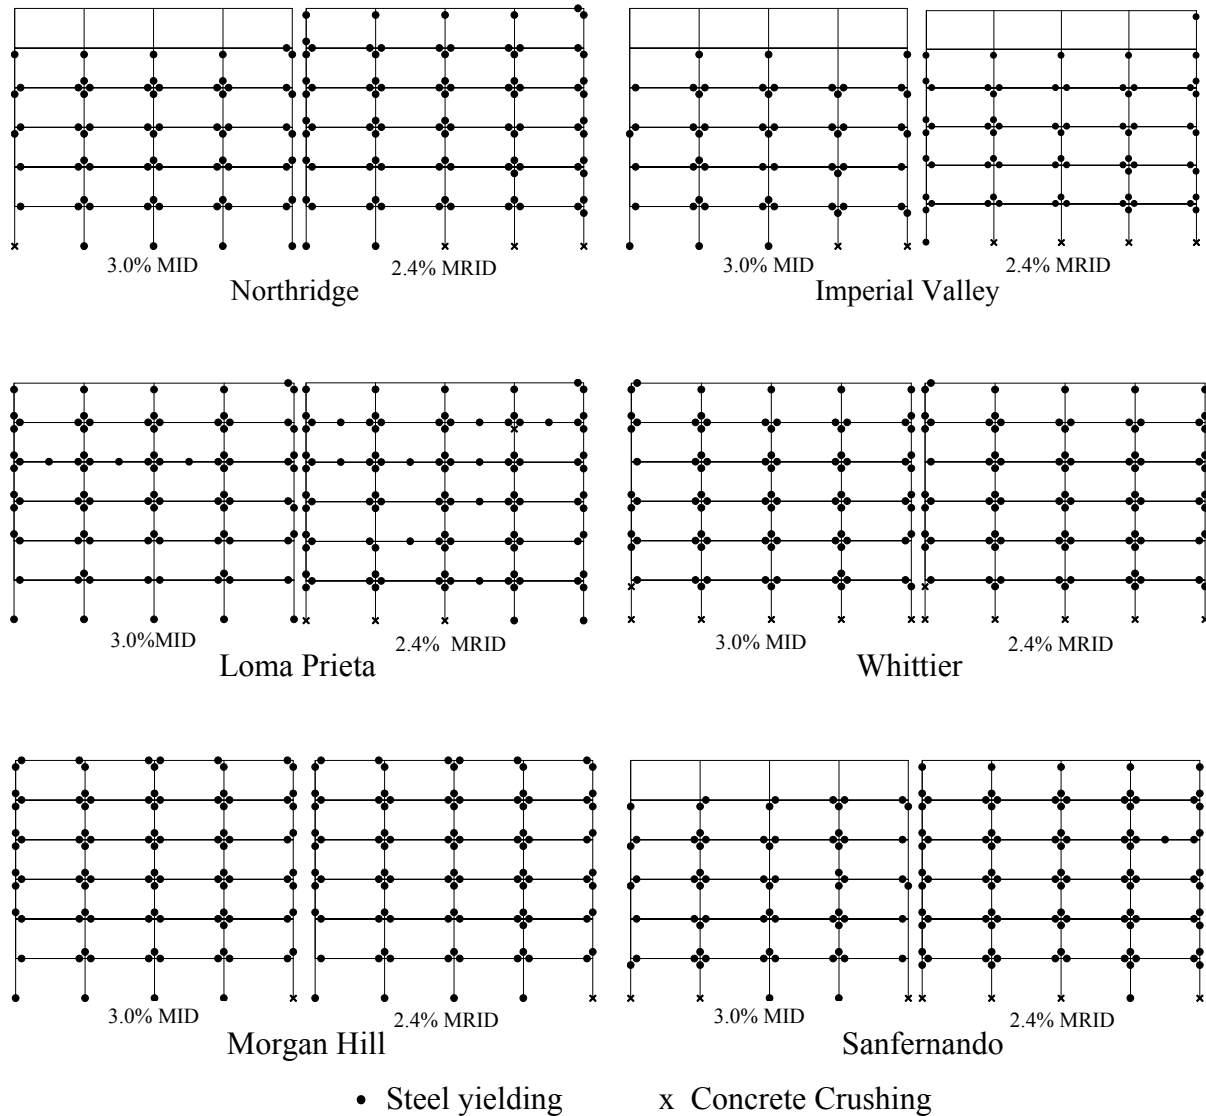 3.0% MID 2.4% MRID
Northridge
3.0% MID 2.4% MRID
Imperial Valley
3.0%MID 2.4% MRID
Loma Prieta
3.0% MID 2.4% MRID
Whittier
3.0% MID 2.4% MRID
Morgan Hill
3.0% MID 2.4% MRID
Sanfernando
• Steel yielding x Concrete Crushing